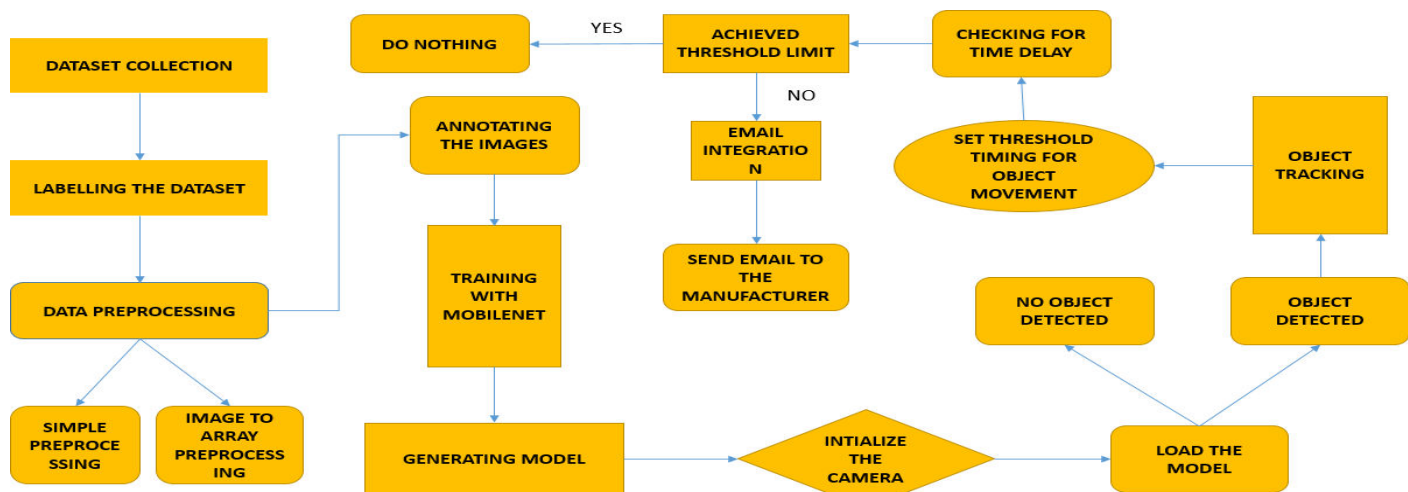 DATASET COLLECTION
LABELLING THE DATASET
DATA PREPROCESSING
SIMPLE
PREPROCE
SSING
IMAGE TO
ARRAY
PREPROCESS
ING
ANNOTATING
THE IMAGES
TRAINING
WITH
MOBILENET
GENERATING MODEL
INTIALIZE
THE
CAMERA
LOAD THE
MODEL
NO OBJECT
DETECTED
OBJECT
DETECTED
OBJECT
TRACKING
SET THRESHOLD
TIMING FOR
OBJECT
MOVEMENT
CHECKING FOR
TIME DELAY
ACHIEVED
THRESHOLD LIMIT
YES
DO NOTHING
NO
EMAIL
INTEGRATIO
N
SEND EMAIL TO
THE
MANUFACTURER